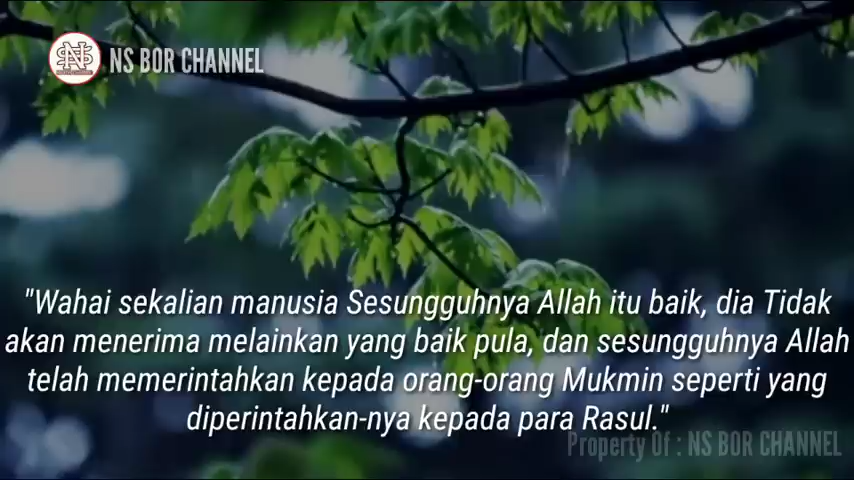 NS BOR CHANNEL
"Wahai sekalian manusia Sesungguhnya Allah itu baik, dia Tidak
akan menerima melainkan yang baik pula, dan sesungguhnya Allah
telah memerintahkan kepada orang-orang Mukmin seperti yang
diperintahkan-nya kepada para Rasul."
Property Of : NS BOR CHANNEL